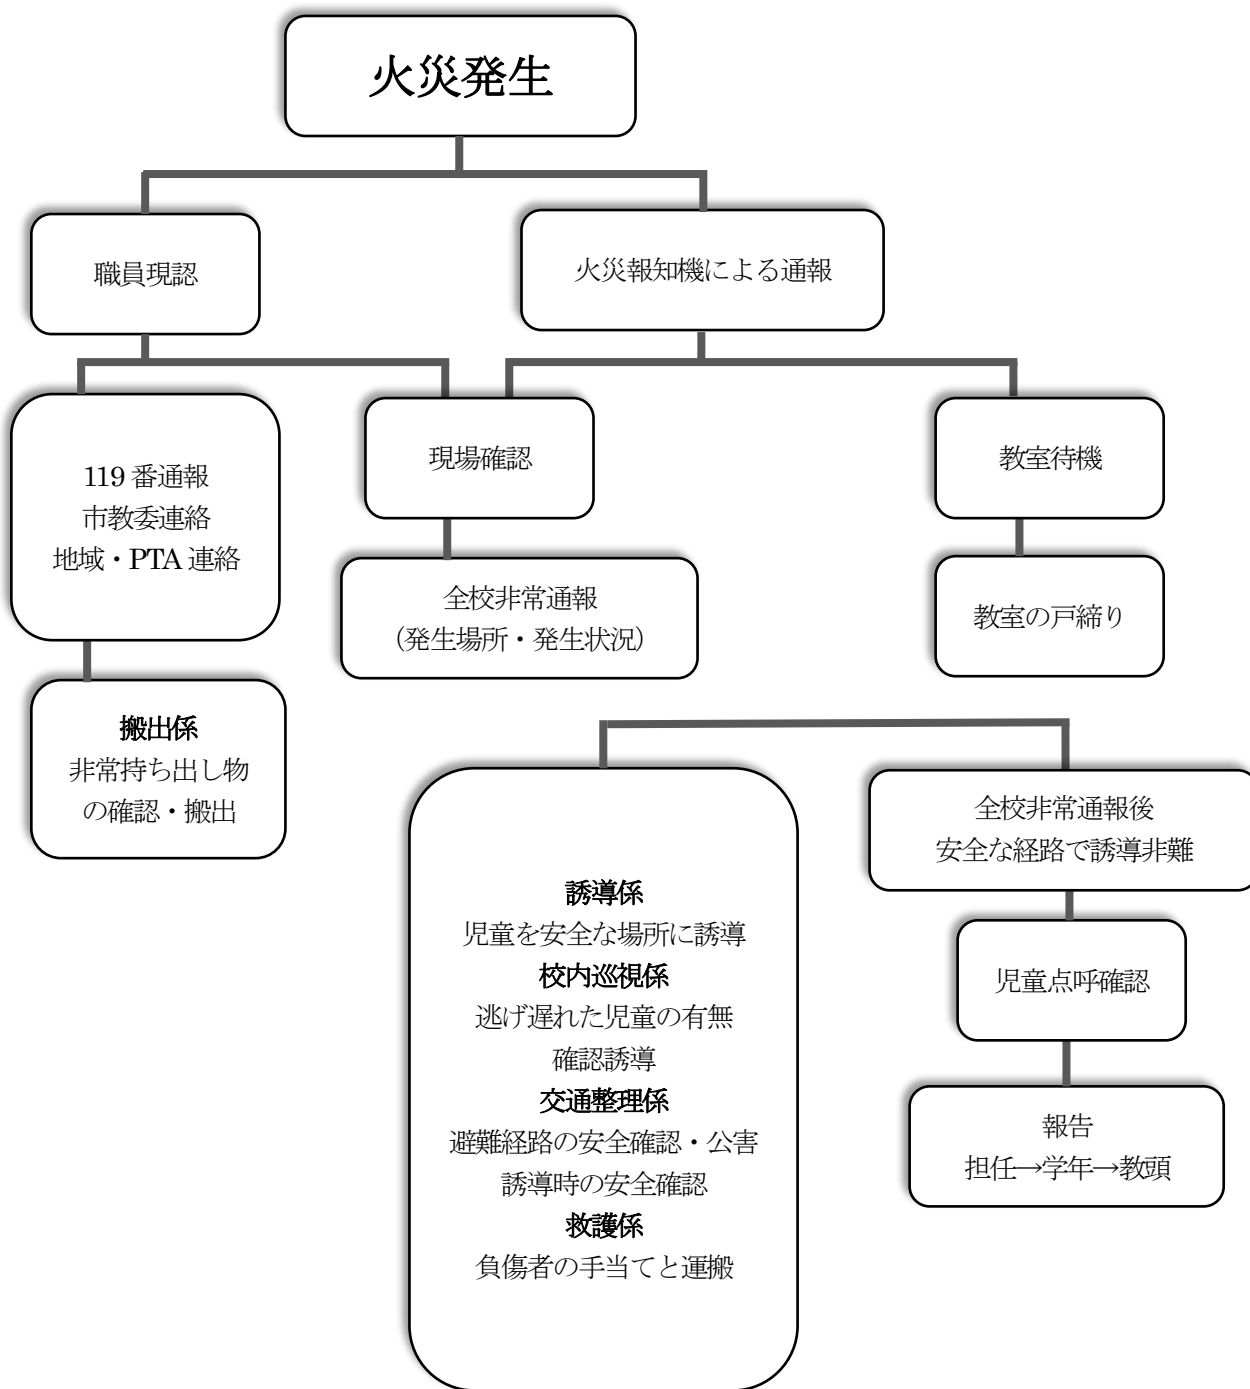 火災発生
職員現認
火災報知機による通報
119 番通報
市教委連絡
地域・PTA 連絡
現場確認
教室待機
全校非常通報
（発生場所・発生状況）
教室の戸締り
搬出係
非常持ち出し物
の確認・搬出
誘導係
児童を安全な場所に誘導
校内巡視係
逃げ遅れた児童の有無
確認誘導
交通整理係
避難経路の安全確認・公害
誘導時の安全確認
救護係
負傷者の手当てと運搬
全校非常通報後
安全な経路で誘導非難
児童点呼確認
報告
担任→学年→教頭